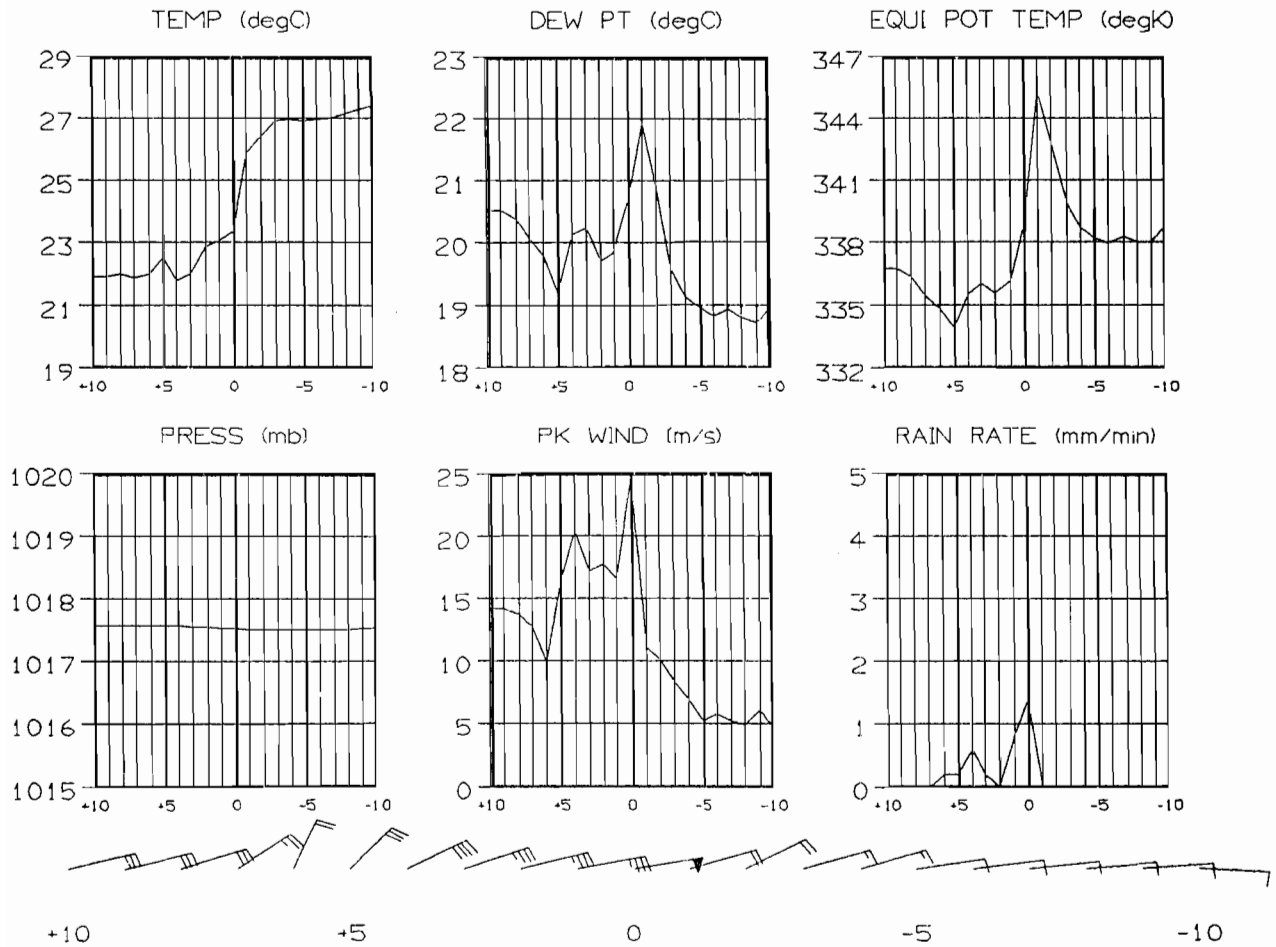 TEMP (degC)
29
27
25
23
21
19
+10 +5 0 -5 -10
DEW PT (degC)
23
22
21
20
19
18
+10 +5 0 -5 -10
EQUI POT TEMP (degK)
347
344
341
338
335
332
+10 +5 0 -5 -10
PRESS (mb)
1020
1019
1018
1017
1016
1015
+10 +5 0 -5 -10
PK WIND (m/s)
25
20
15
10
5
0
+10 +5 0 -5 -10
RAIN RATE (mm/min)
5
4
3
2
1
0
+10 +5 0 -5 -10
+10 +5 0 -5 -10